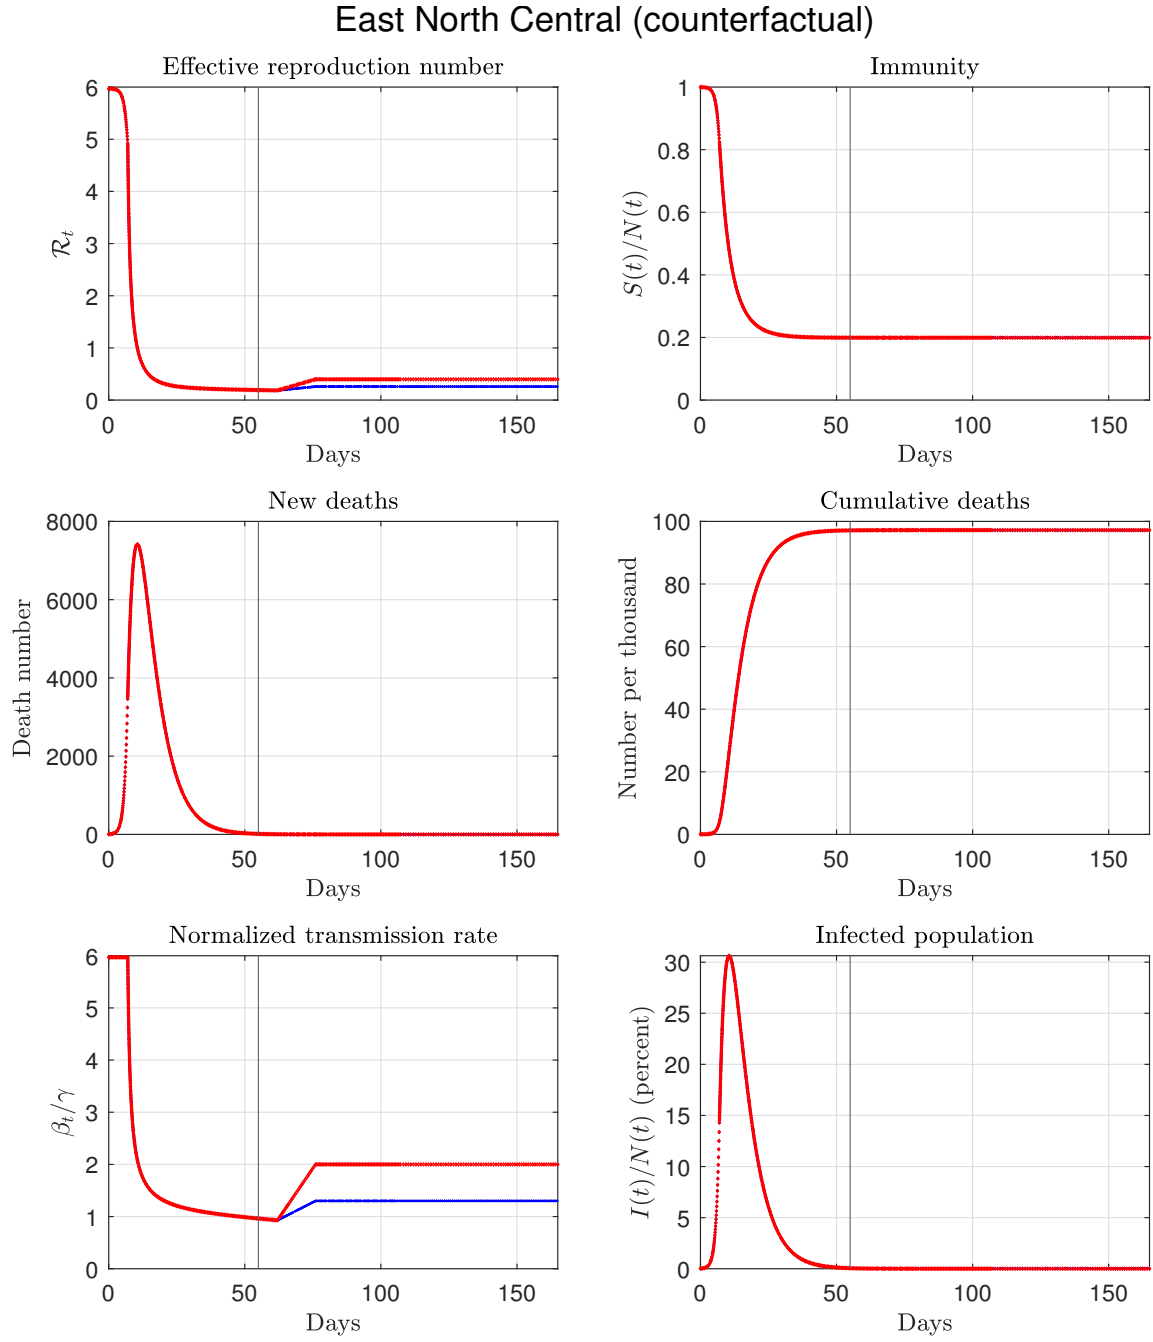 East North Central (counterfactual)
Effective reproduction number
6
5
4
3
2
1
0
ℛt
0 50 100 150
Days
Immunity
1
0.8
0.6
0.4
0.2
0
S(t)/N(t)
0 50 100 150
Days
New deaths
8000
6000
4000
2000
0
Death number
0 50 100 150
Days
Cumulative deaths
100
80
60
40
20
0
Number per thousand
0 50 100 150
Days
Normalized transmission rate
6
5
4
3
2
1
0
βt/γ
0 50 100 150
Days
Infected population
30
25
20
15
10
5
0
I(t)/N(t) (percent)
0 50 100 150
Days